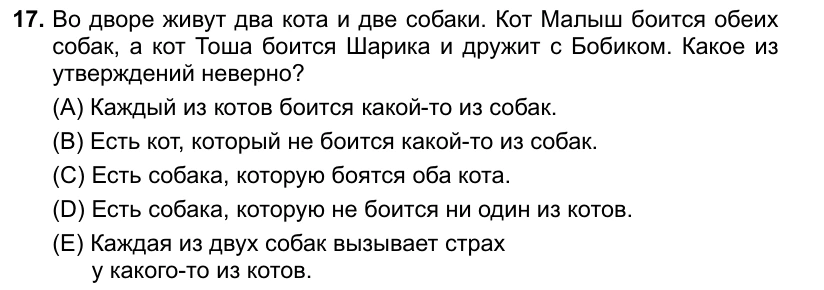 17. Во дворе живут два кота и две собаки. Кот Малыш боится обеих
собак, а кот Тоша боится Шарика и дружит с Бобиком. Какое из
утверждений неверно?
(A) Каждый из котов боится какой-то из собак.
(B) Есть кот, который не боится какой-то из собак.
(C) Есть собака, которую боятся оба кота.
(D) Есть собака, которую не боится ни один из котов.
(E) Каждая из двух собак вызывает страх
у какого-то из котов.